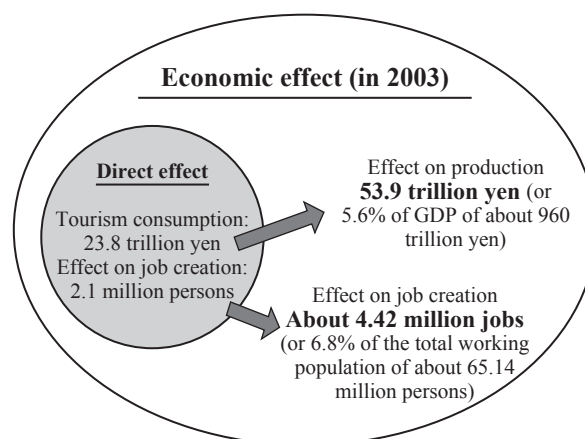 Economic effect (in 2003)
Direct effect
Tourism consumption:
23.8 trillion yen
Effect on job creation:
2.1 million persons
Effect on production
53.9 trillion yen (or
5.6% of GDP of about 960
trillion yen)
Effect on job creation
About 4.42 million jobs
(or 6.8% of the total working
population of about 65.14
million persons)